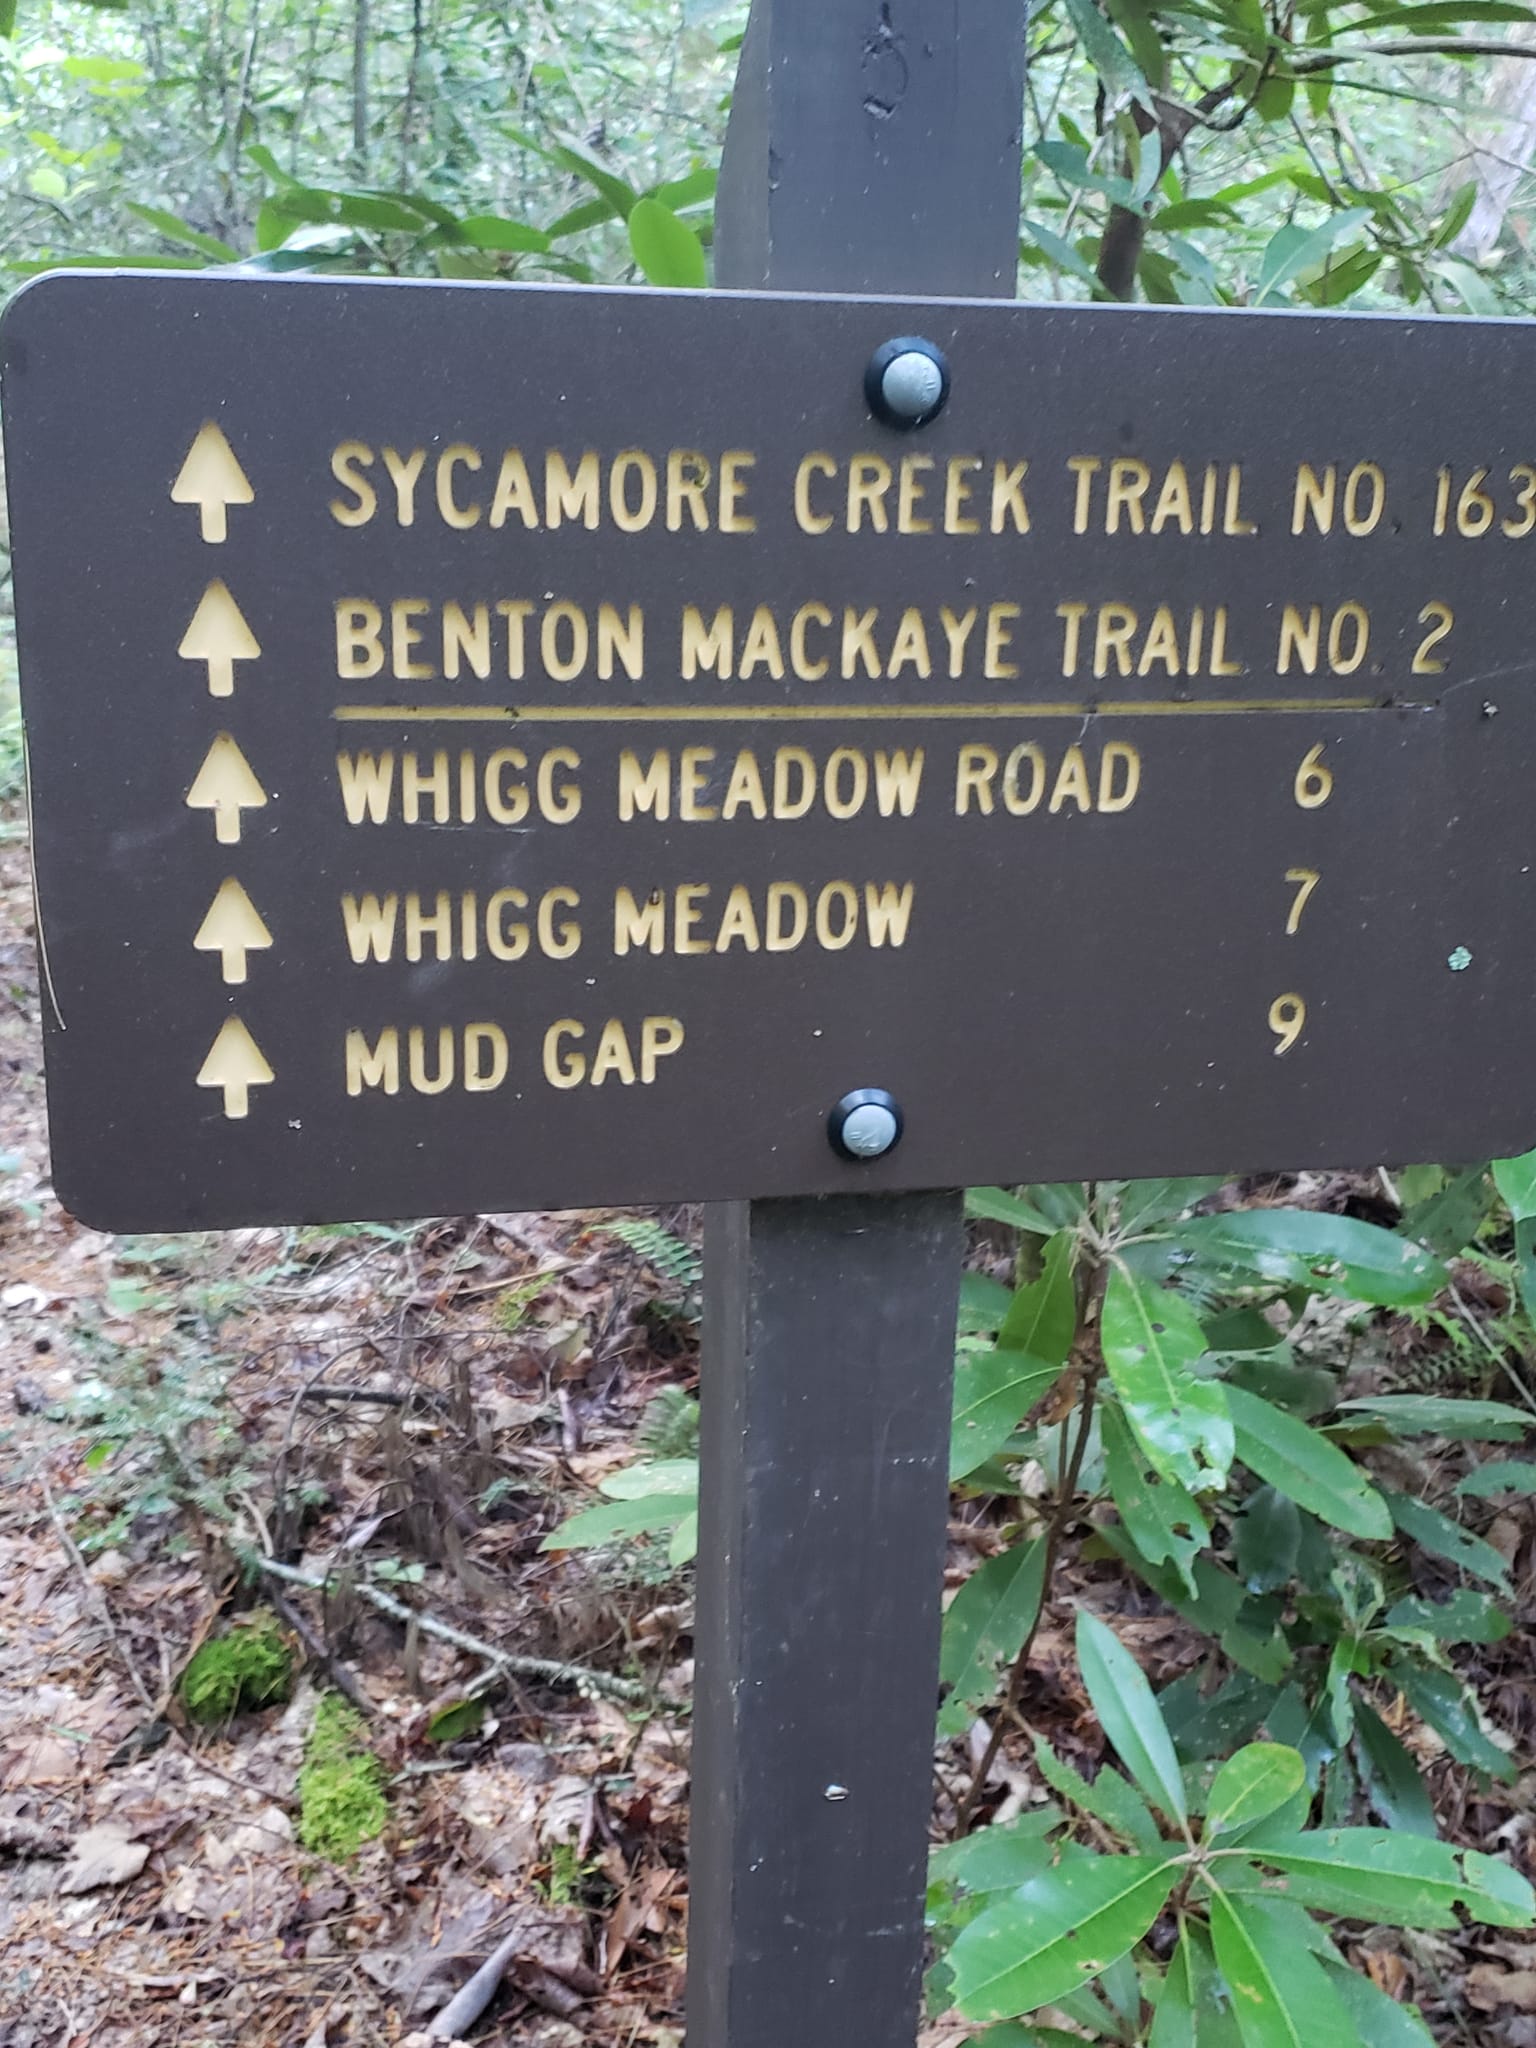 SYCAMORE CREEK TRAIL NO. 163
BENTON MACKAYE TRAIL NO. 2
WHIGG MEADOW ROAD 6
WHIGG MEADOW 7
MUD GAP 9